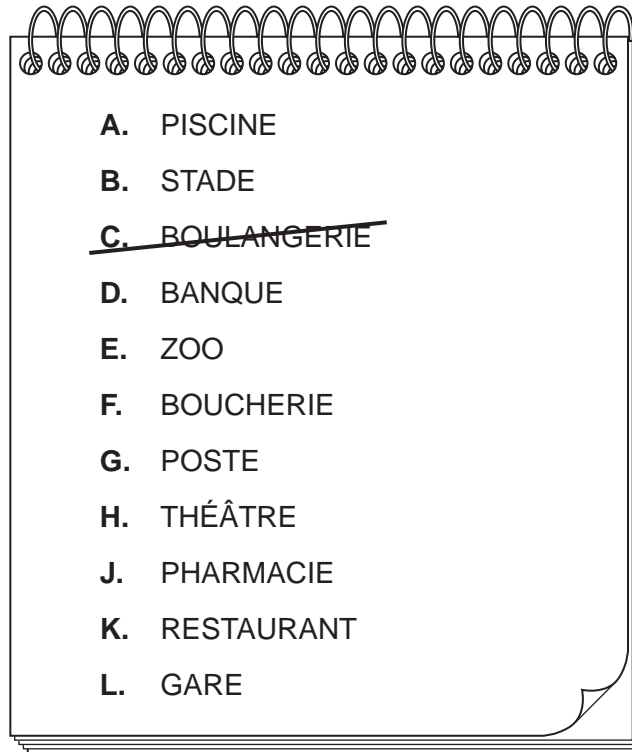 A. PISCINE
B. STADE
C. BOULANGERIE
D. BANQUE
E. ZOO
F. BOUCHERIE
G. POSTE
H. THÉÂTRE
J. PHARMACIE
K. RESTAURANT
L. GARE